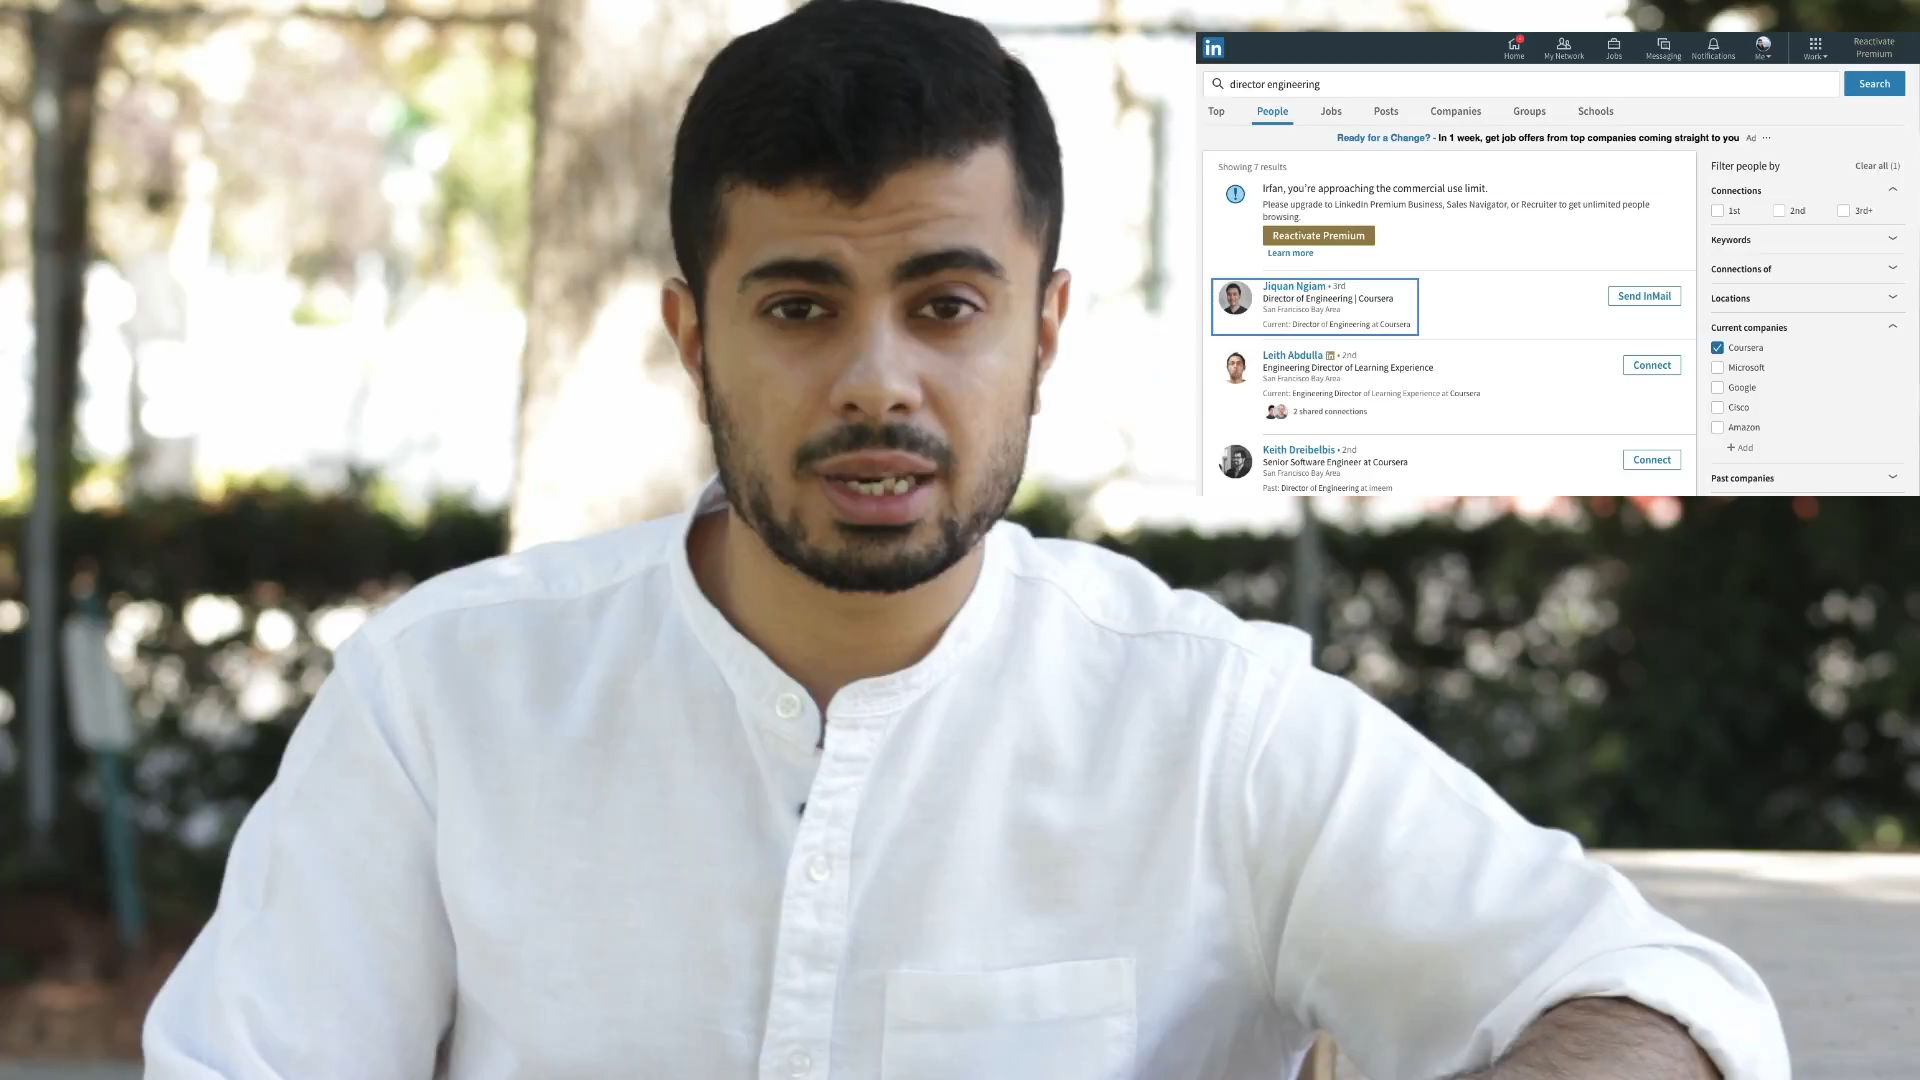 in
Home
My Network
Jobs
Messaging
Notifications
Me
Work
Reactivate
Premium
director engineering
Search
Top
People
Jobs
Posts
Companies
Groups
Schools
Ready for a Change? - In 1 week, get job offers from top companies coming straight to you Ad ···
Showing 7 results
Irfan, you're approaching the commercial use limit.
Please upgrade to LinkedIn Premium Business, Sales Navigator, or Recruiter to get unlimited people
browsing.
Reactivate Premium
Learn more
Jiquan Ngiam • 3rd
Director of Engineering | Coursera
San Francisco Bay Area
Current: Director of Engineering at Coursera
Send InMail
Leith Abdulla in • 2nd
Engineering Director of Learning Experience
San Francisco Bay Area
Current: Engineering Director of Learning Experience at Coursera
2 shared connections
Connect
Keith Dreibelbis • 2nd
Senior Software Engineer at Coursera
San Francisco Bay Area
Past: Director of Engineering at imeem
Connect
Filter people by
Clear all (1)
Connections
1st
2nd
3rd+
Keywords
Connections of
Locations
Current companies
Coursera
Microsoft
Google
Cisco
Amazon
+ Add
Past companies